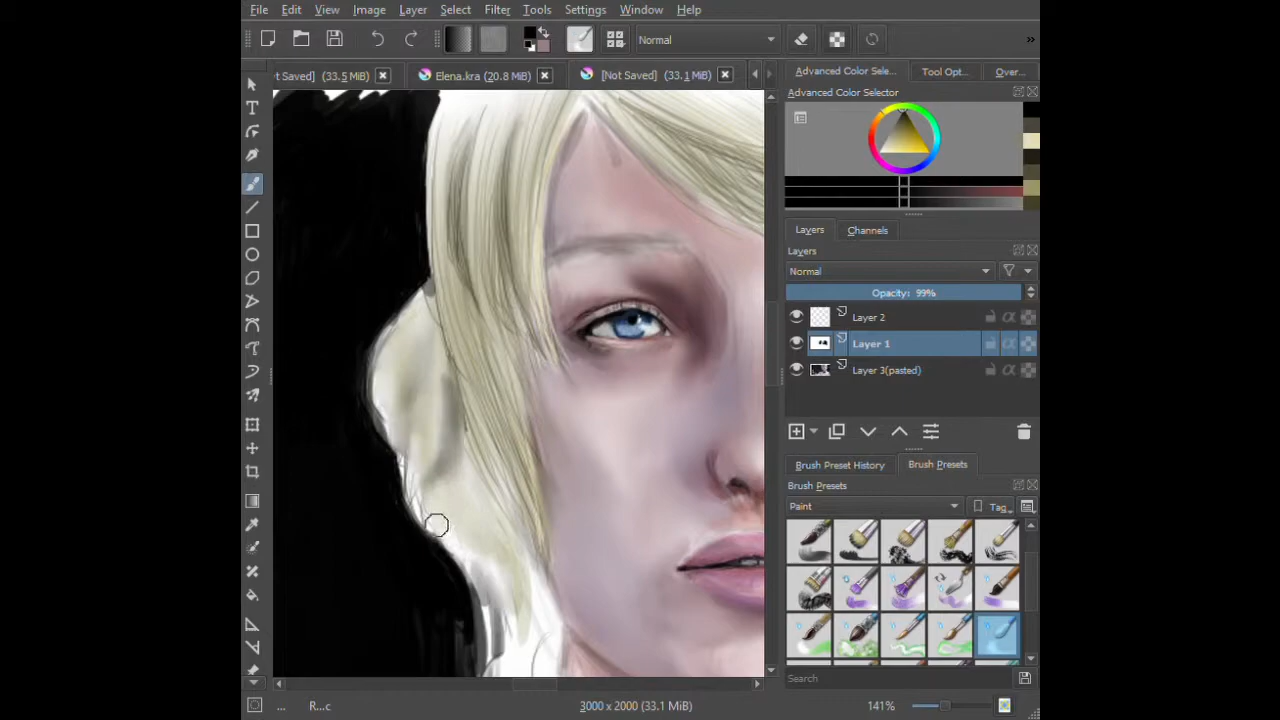 File Edit View Image Layer Select Filter Tools Settings Window Help
Normal
ot Saved] (33.5 MiB) Elena.kra (20.8 MiB) [Not Saved] (33.1 MiB)
Advanced Color Sele... Tool Opt... Over...
Advanced Color Selector
Layers Channels
Layers
Normal
Opacity: 99%
Layer 2
Layer 1
Layer 3(pasted)
Brush Preset History Brush Presets
Brush Presets
Paint Tag
Search
... R...c 3000 x 2000 (33.1 MiB) 141%